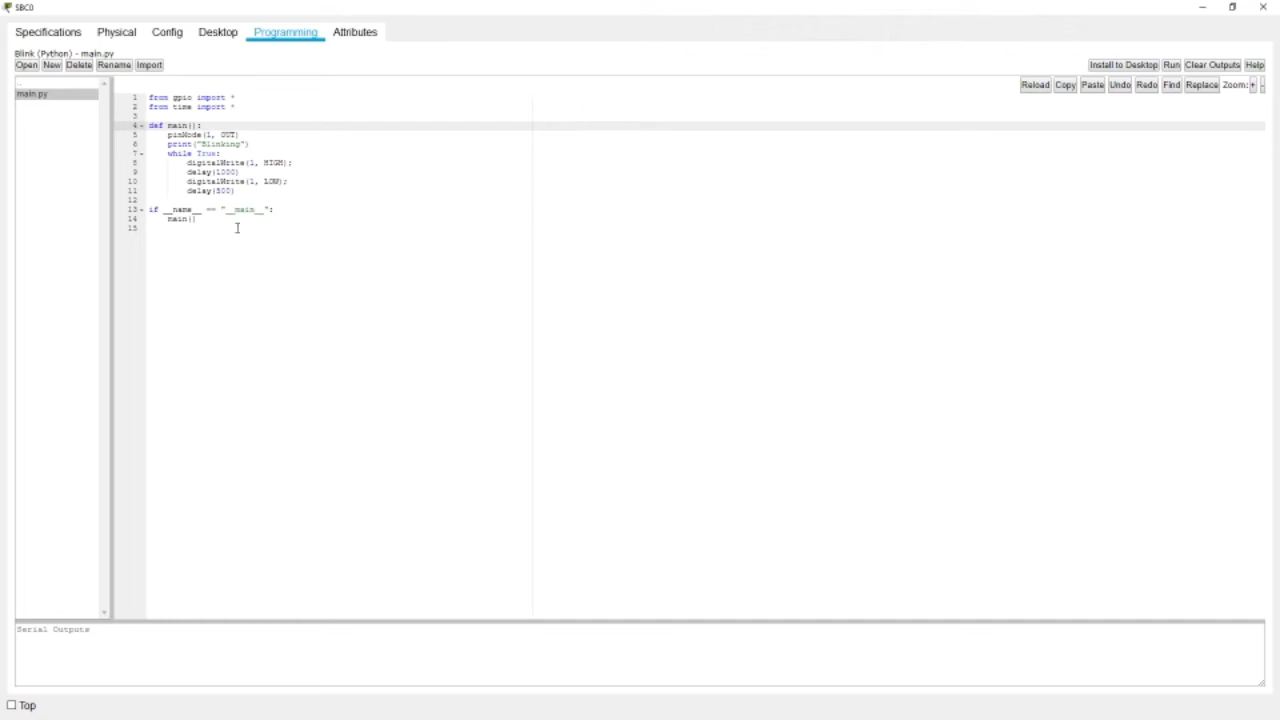 SBC0
Specifications Physical Config Desktop Programming Attributes
Blink (Python) - main.py
Open New Delete Rename Import
Install to Desktop Run Clear Outputs Help
Reload Copy Paste Undo Redo Find Replace Zoom: +
..
main.py
1 from gpio import *
2 from time import *
3
4 def main():
5 pinMode(1, OUT)
6 print("Blinking")
7 while True:
8 digitalWrite(1, HIGH);
9 delay(1000)
10 digitalWrite(1, LOW);
11 delay(500)
12
13 if __name__ == "__main__":
14 main()
15
Serial Outputs
Top